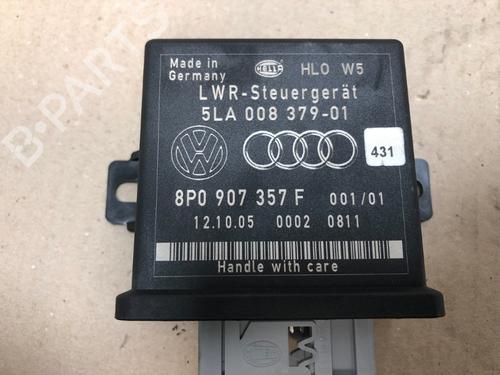 Made in
Germany
HELLA
HLO W5
LWR-Steuergerät
5LA 008 379-01
431
8P0 907 357 F 001/01
12.10.05 0002 0811
Handle with care
B-PARTS